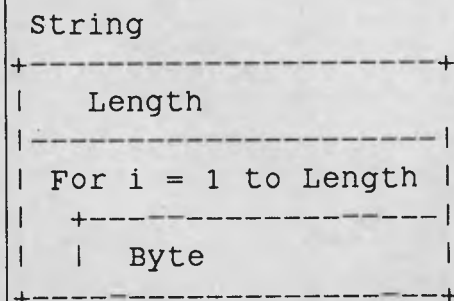 String
+-----------------------+
|    Length
|-----------------------|
| For i = 1 to Length |
|  +--------------------|
|  |  Byte              |
+-----------------------+